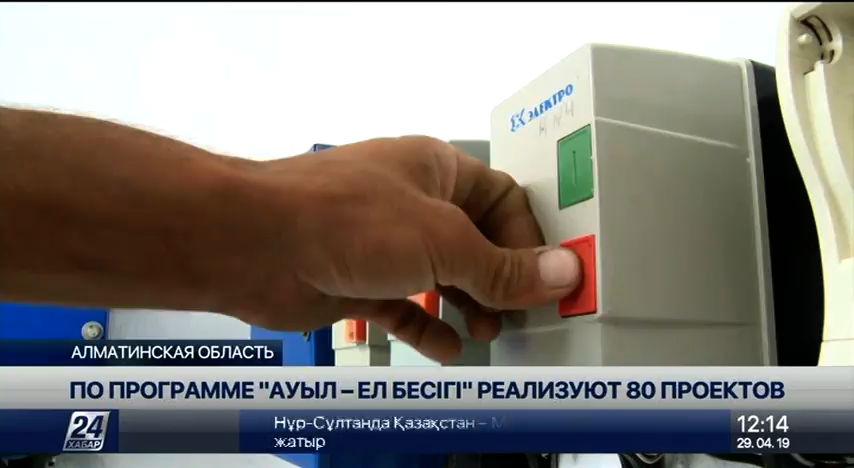 ЭЛЕКТРО
АЛМАТИНСКАЯ ОБЛАСТЬ
ПО ПРОГРАММЕ "АУЫЛ – ЕЛ БЕСІГІ" РЕАЛИЗУЮТ 80 ПРОЕКТОВ
24
ХАБАР
Нұр-Сұлтанда Қазақстан –
жатыр
12:14
29.04.19